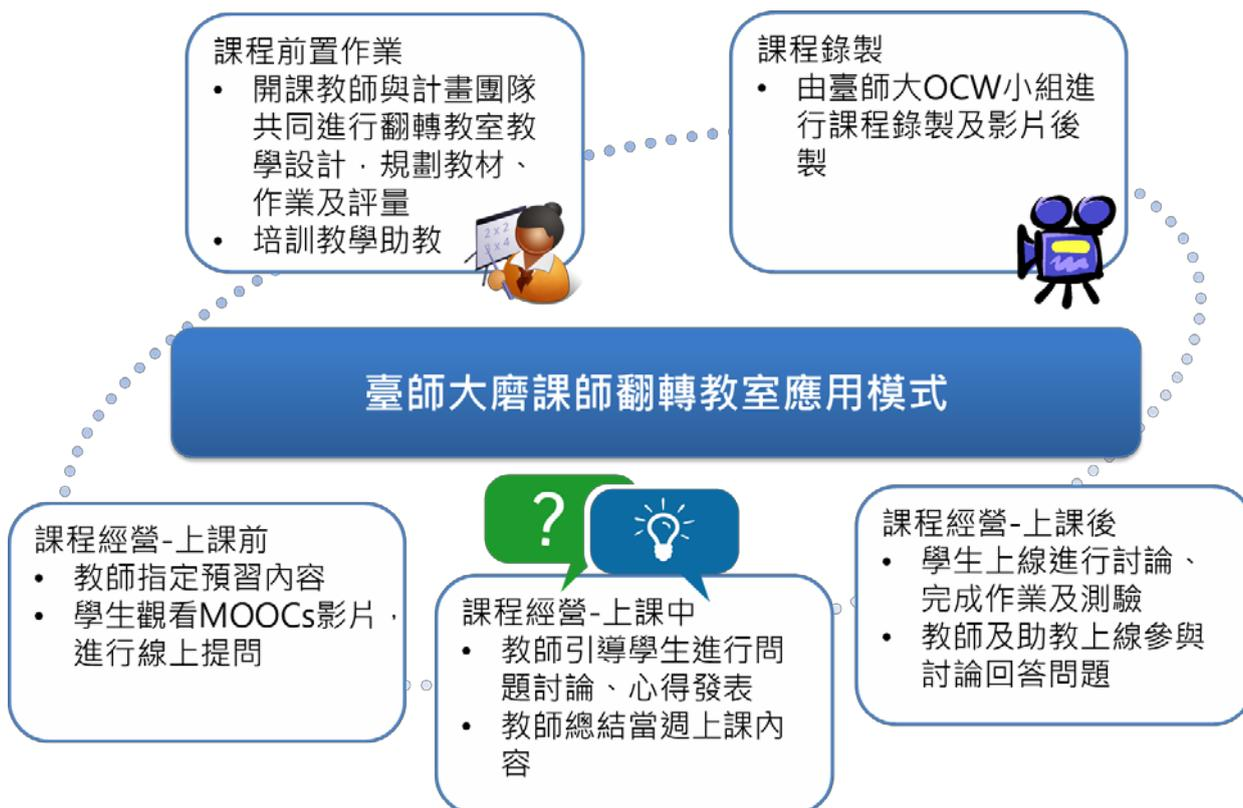 課程前置作業
• 開課教師與計畫團隊
共同進行翻轉教室教
學設計，規劃教材、
作業及評量
• 培訓教學助教
2 x 2
3 x 4
課程錄製
• 由臺師大OCW小組進
行課程錄製及影片後
製
臺師大磨課師翻轉教室應用模式
課程經營-上課前
• 教師指定預習內容
• 學生觀看MOOCs影片，
進行線上提問
?
課程經營-上課中
• 教師引導學生進行問
題討論、心得發表
• 教師總結當週上課內
容
課程經營-上課後
• 學生上線進行討論、
完成作業及測驗
• 教師及助教上線參與
討論回答問題